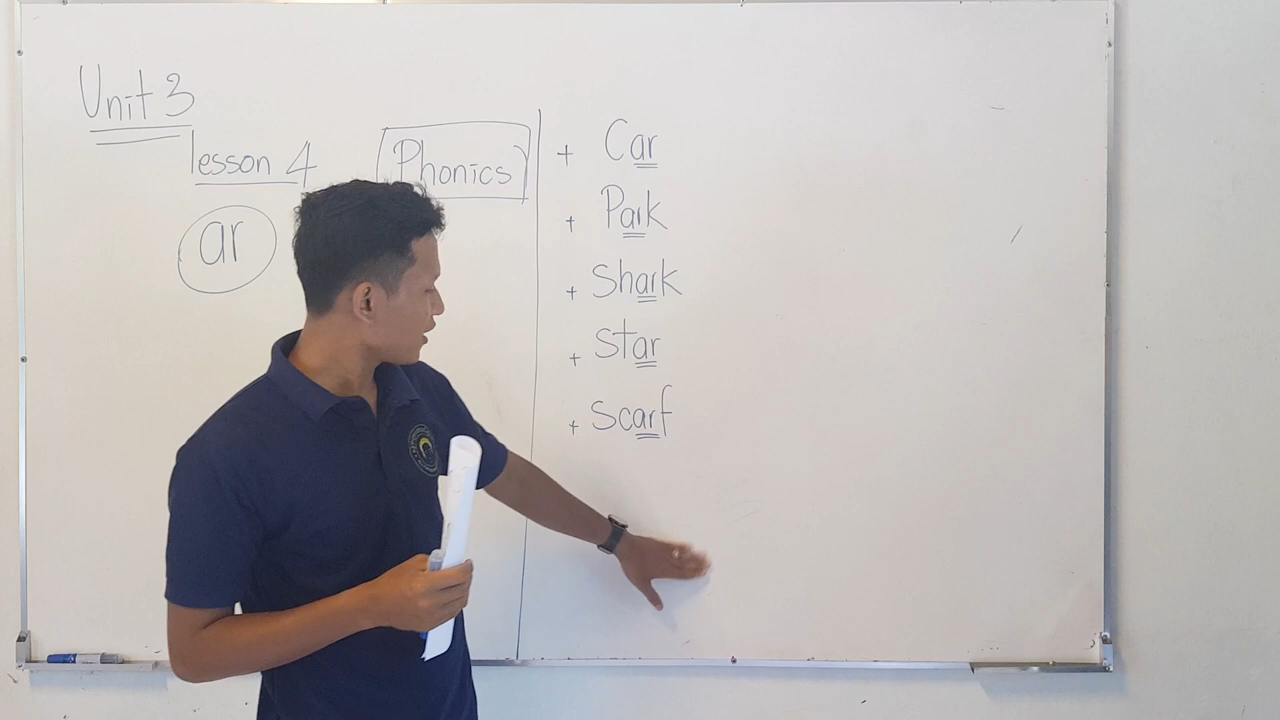 Unit 3
lesson 4 Phonics
ar
+ Car
+ Park
+ Shark
+ Star
+ Scarf